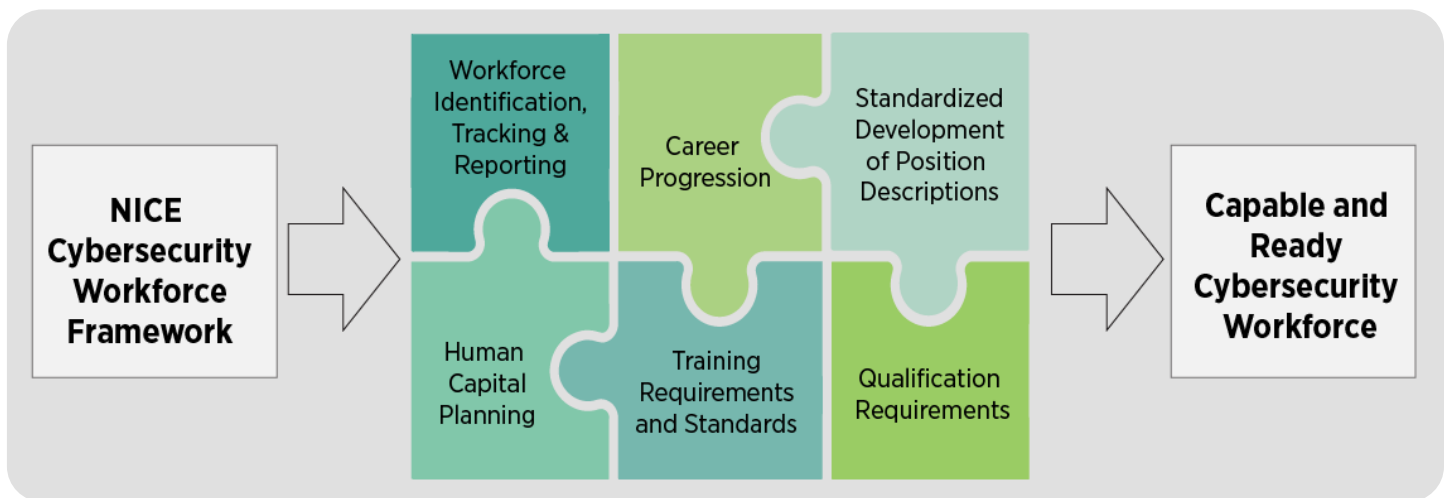 NICE
Cybersecurity
Workforce
Framework
Workforce
Identification,
Tracking &
Reporting
Career
Progression
Standardized
Development
of Position
Descriptions
Human
Capital
Planning
Training
Requirements
and Standards
Qualification
Requirements
Capable and
Ready
Cybersecurity
Workforce